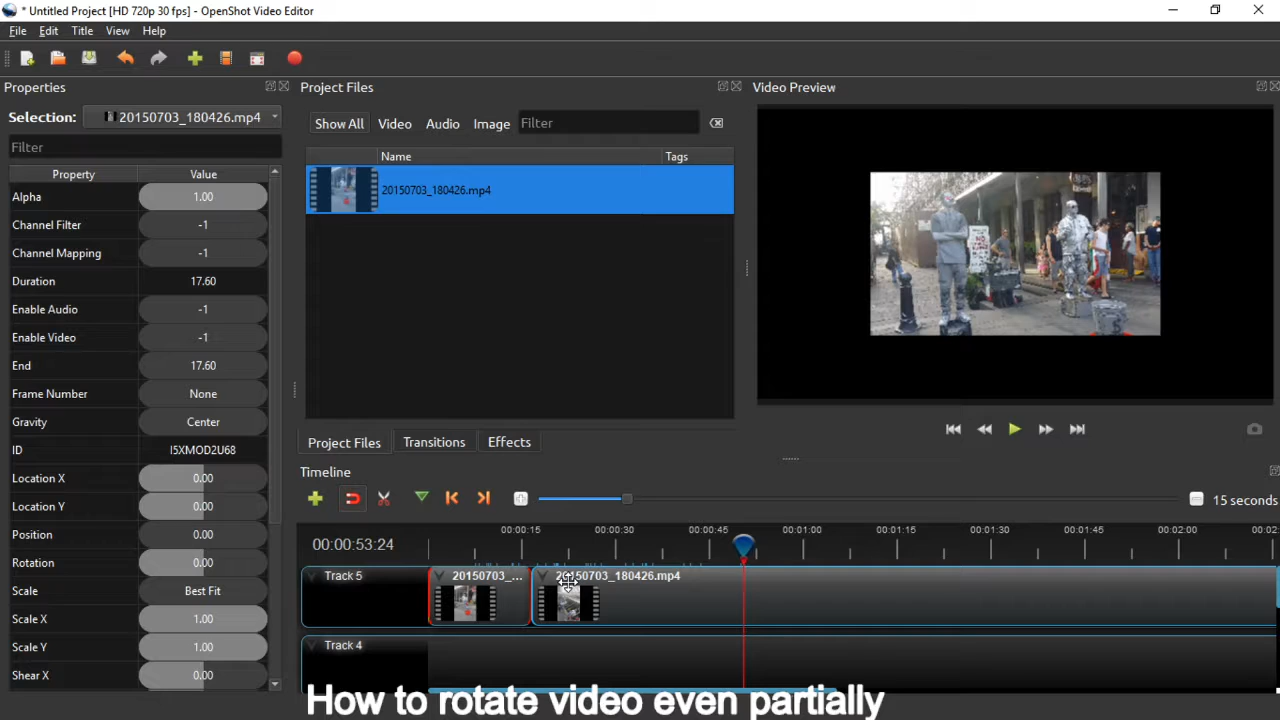 * Untitled Project [HD 720p 30 fps] - OpenShot Video Editor
File Edit Title View Help
Properties
Project Files
Video Preview
Selection: 20150703_180426.mp4
Show All Video Audio Image Filter
Filter
Name Tags
Property Value
20150703_180426.mp4
Alpha 1.00
Channel Filter -1
Channel Mapping -1
Duration 17.60
Enable Audio -1
Enable Video -1
End 17.60
Frame Number None
Gravity Center
ID I5XMOD2U68
Location X 0.00
Location Y 0.00
Position 0.00
Rotation 0.00
Scale Best Fit
Scale X 1.00
Scale Y 1.00
Shear X 0.00
Project Files Transitions Effects
Timeline
15 seconds
00:00:15 00:00:30 00:00:45 00:01:00 00:01:15 00:01:30 00:01:45 00:02:00 00:02:
00:00:53:24
Track 5 20150703_... 20150703_180426.mp4
Track 4
How to rotate video even partially